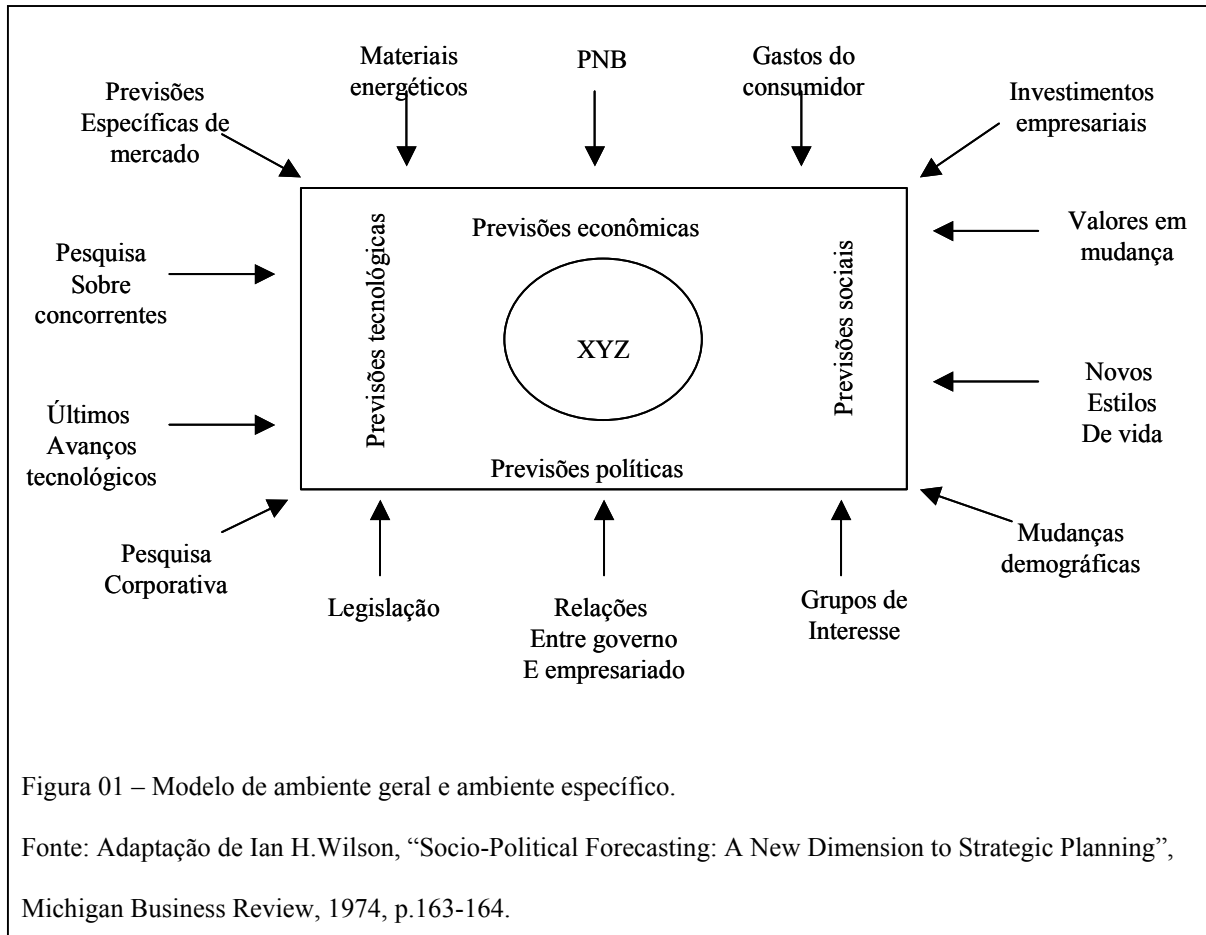 Materiais
energéticos
PNB
Gastos do
consumidor
Previsões
Específicas de
mercado
Investimentos
empresariais
Previsões tecnológicas
Previsões econômicas
Previsões sociais
Valores em
mudança
Pesquisa
Sobre
concorrentes
XYZ
Novos
Estilos
De vida
Últimos
Avanços
tecnológicos
Previsões políticas
Pesquisa
Corporativa
Legislação
Relações
Entre governo
E empresariado
Grupos de
Interesse
Mudanças
demográficas
Figura 01 – Modelo de ambiente geral e ambiente específico.
Fonte: Adaptação de Ian H.Wilson, “Socio-Political Forecasting: A New Dimension to Strategic Planning”,
Michigan Business Review, 1974, p.163-164.